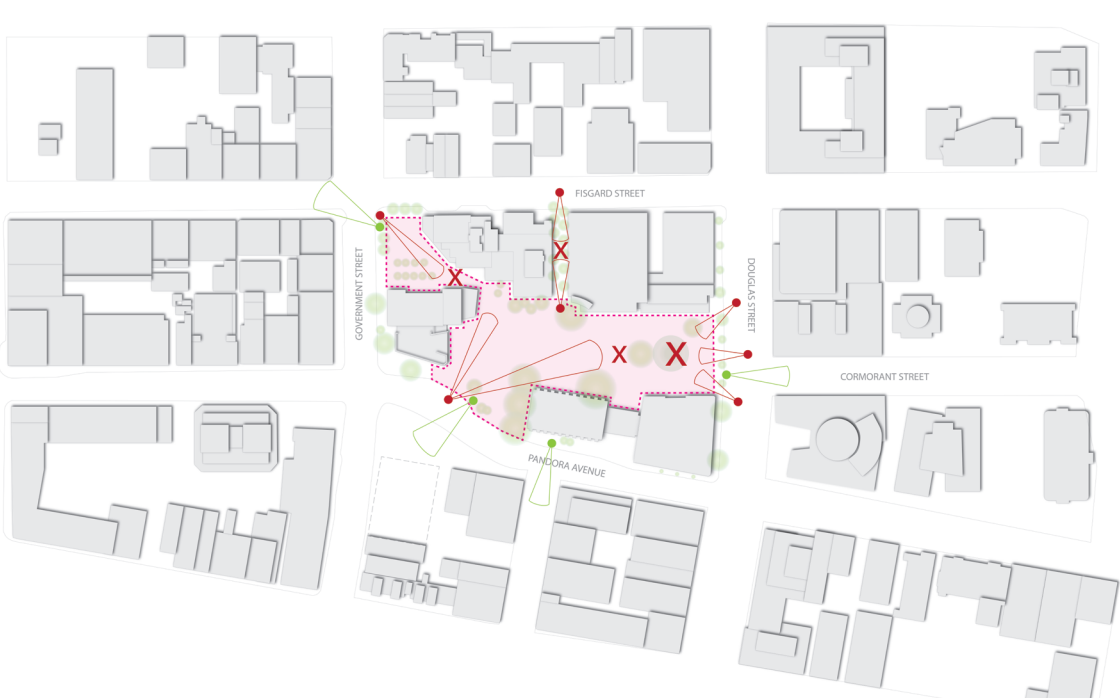 FISGARD STREET
GOVERNMENT STREET
DOUGLAS STREET
X
X
X
X
CORMORANT STREET
PANDORA AVENUE